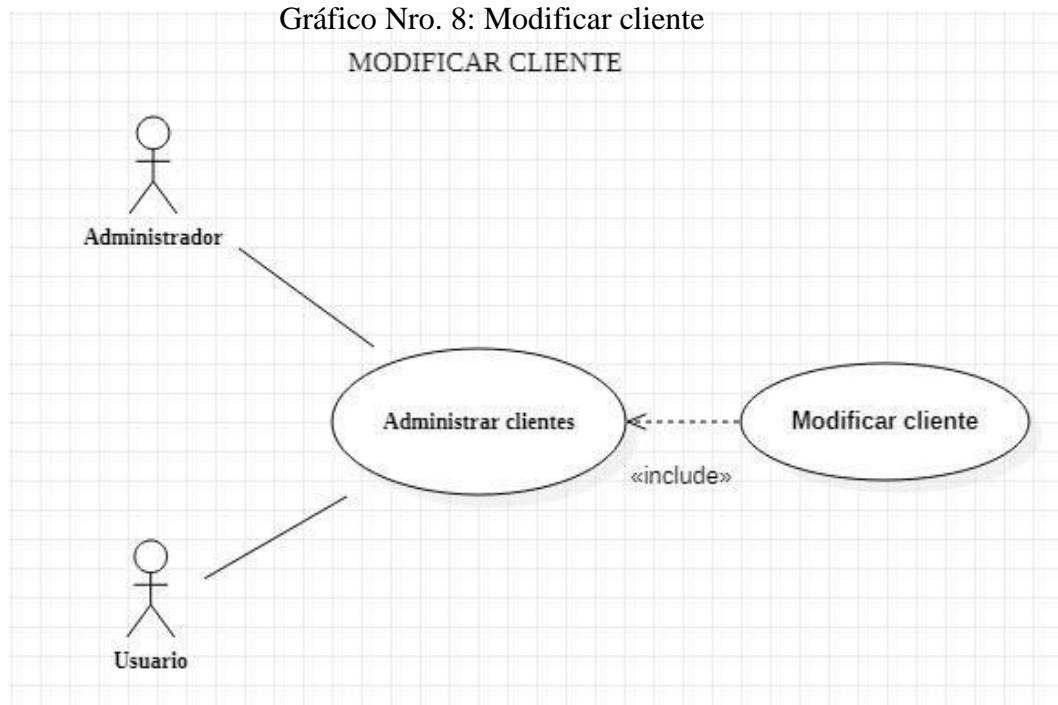 Gráfico Nro. 8: Modificar cliente
MODIFICAR CLIENTE
Administrador
Administrar clientes
Modificar cliente
«include»
Usuario